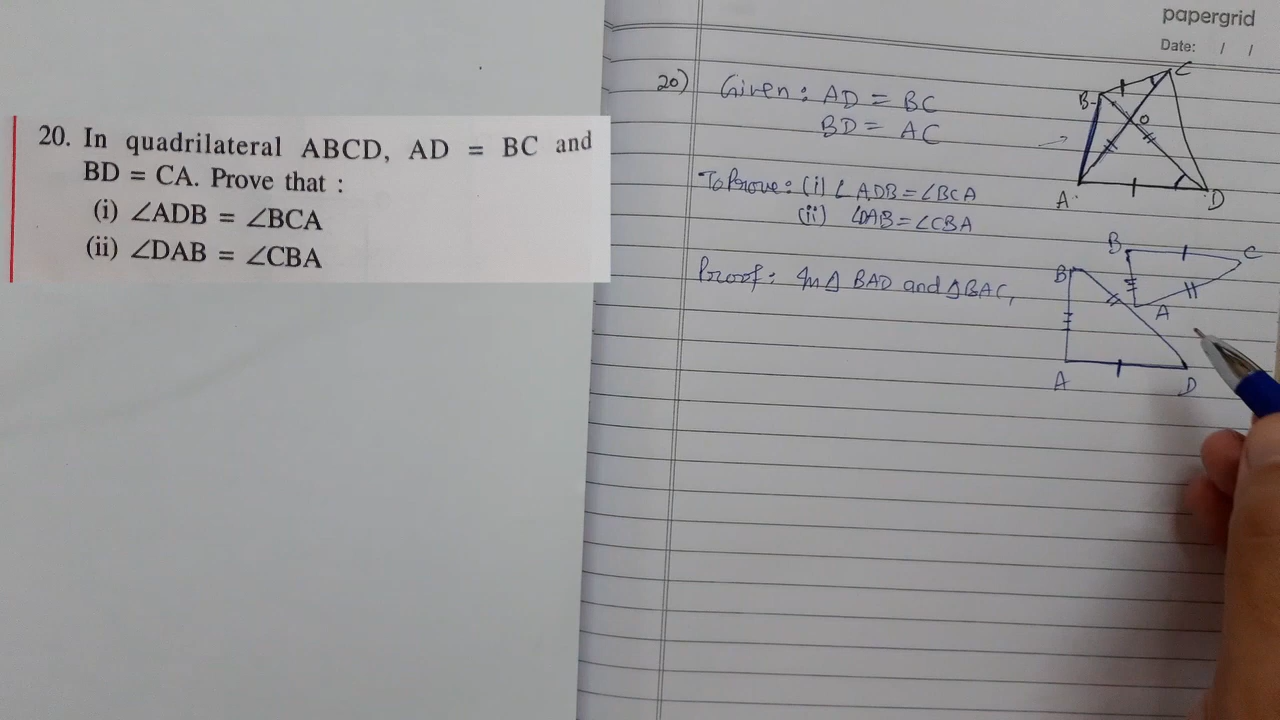 20. In quadrilateral ABCD, AD = BC and
BD = CA. Prove that :
(i) ∠ADB = ∠BCA
(ii) ∠DAB = ∠CBA
papergrid
Date: / /
20) Given : AD = BC
BD = AC
To Prove : (i) ∠ ADB = ∠BCA
(ii) ∠DAB = ∠CBA
Proof : In Δ BAD and Δ BAC,
B C
O
A D
B C
A
B
A D